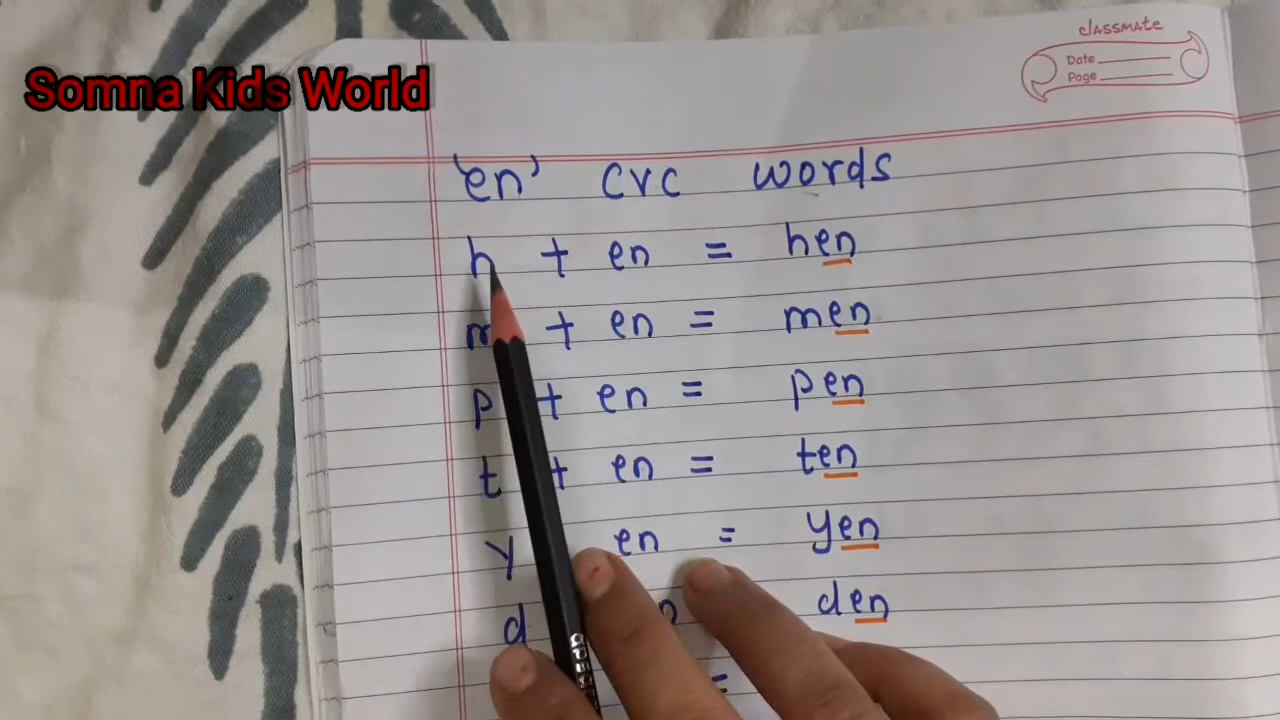 classmate
Somna Kids World
Date
Page
'en' cvc words
h + en = hen
m + en = men
p + en = pen
t + en = ten
y en = yen
d n den
=